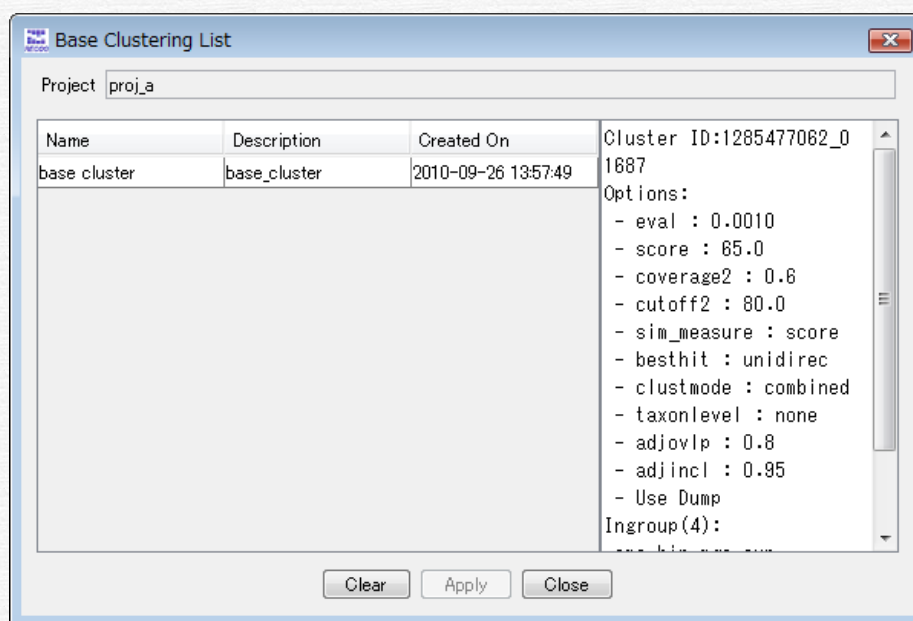 Base Clustering List
Project proj_a
Name Description Created On
base cluster base_cluster 2010-09-26 13:57:49
Cluster ID:1285477062_0
1687
Options:
- eval : 0.0010
- score : 65.0
- coverage2 : 0.6
- cutoff2 : 80.0
- sim_measure : score
- besthit : unidirec
- clustmode : combined
- taxonlevel : none
- adjovlp : 0.8
- adjincl : 0.95
- Use Dump
Ingroup(4):
Clear Apply Close